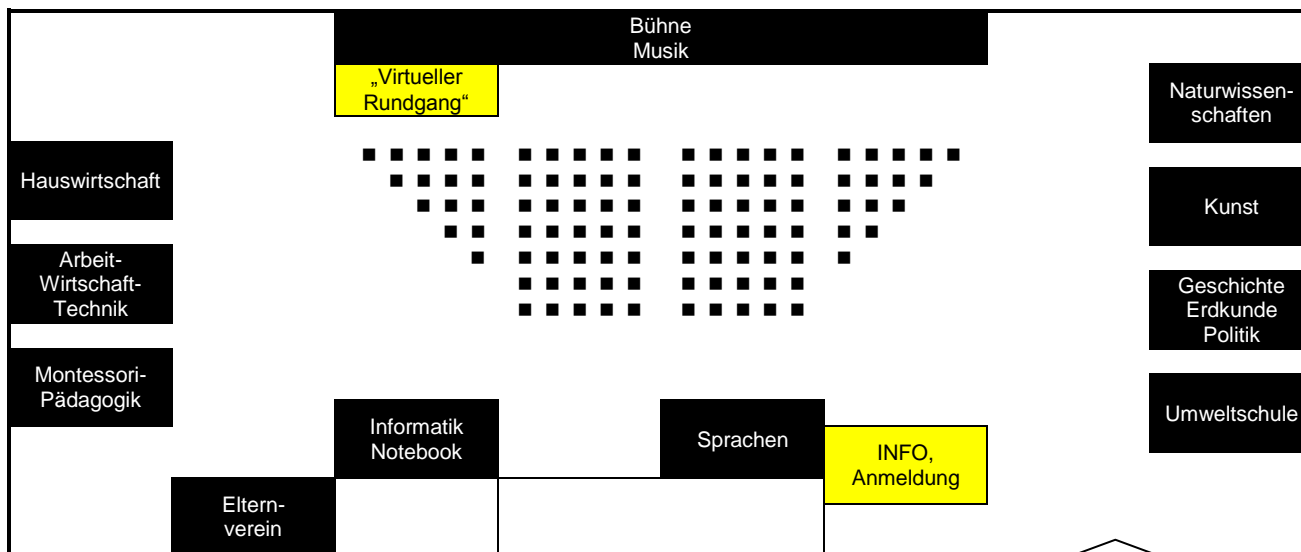 Bühne
Musik
„Virtueller
Rundgang“
Naturwissen-
schaften
Hauswirtschaft
Kunst
Arbeit-
Wirtschaft-
Technik
Geschichte
Erdkunde
Politik
Montessori-
Pädagogik
Umweltschule
Informatik
Notebook
Sprachen
INFO,
Anmeldung
Eltern-
verein